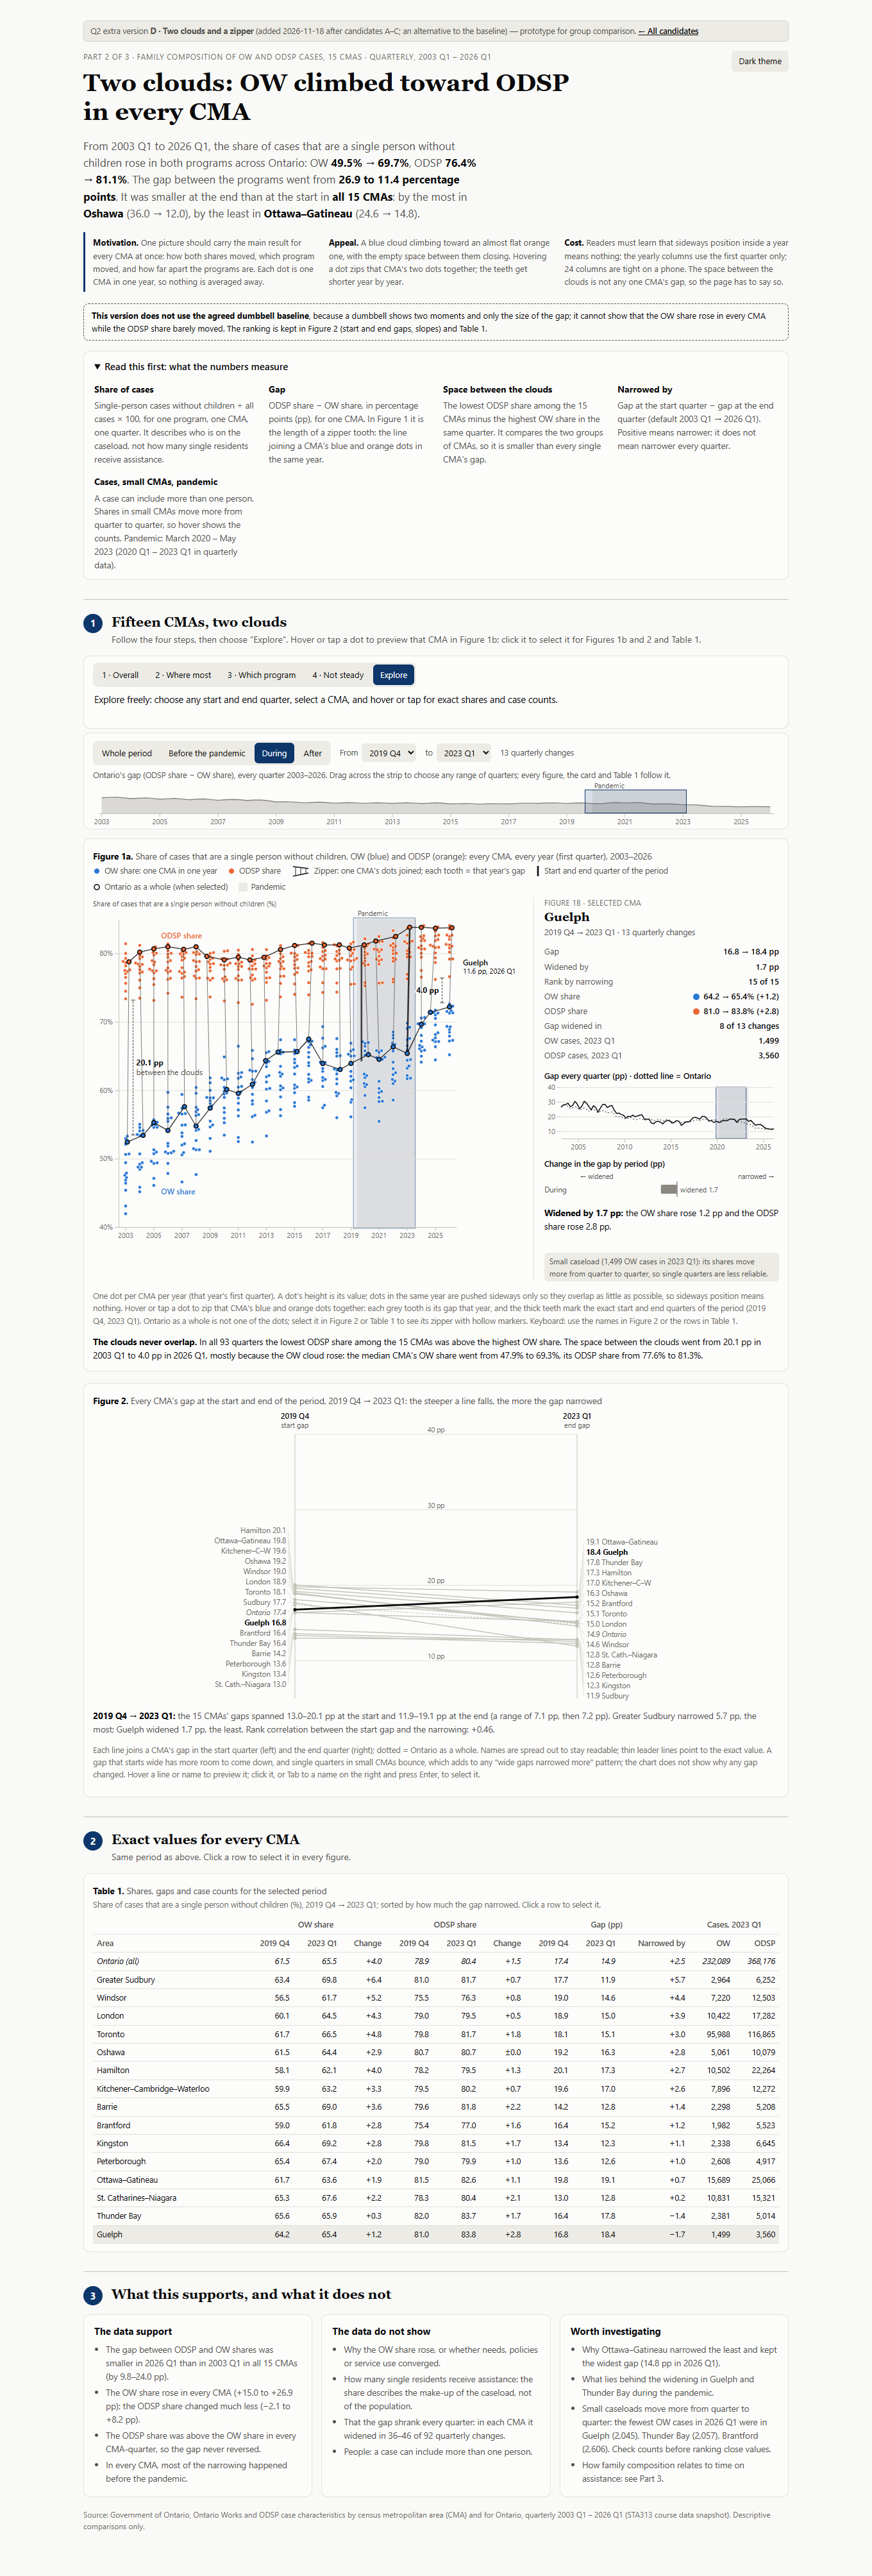 Q2 extra version D · Two clouds and a zipper (added 2026-11-18 after candidates A–C; an alternative to the baseline) — prototype for group comparison. ← All candidates
PART 2 OF 3 · FAMILY COMPOSITION OF OW AND ODSP CASES, 15 CMAS · QUARTERLY, 2003 Q1 – 2026 Q1
Dark theme
Two clouds: OW climbed toward ODSP
in every CMA
From 2003 Q1 to 2026 Q1, the share of cases that are a single person without
children rose in both programs across Ontario: OW 49.5% → 69.7%, ODSP 76.4%
→ 81.1%. The gap between the programs went from 26.9 to 11.4 percentage
points. It was smaller at the end than at the start in all 15 CMAs: by the most in
Oshawa (36.0 → 12.0), by the least in Ottawa–Gatineau (24.6 → 14.8).
Motivation. One picture should carry the main result for
every CMA at once: how both shares moved, which program
moved, and how far apart the programs are. Each dot is one
CMA in one year, so nothing is averaged away.
Appeal. A blue cloud climbing toward an almost flat orange
one, with the empty space between them closing. Hovering
a dot zips that CMA's two dots together; the teeth get
shorter year by year.
Cost. Readers must learn that sideways position inside a year
means nothing; the yearly columns use the first quarter only;
24 columns are tight on a phone. The space between the
clouds is not any one CMA's gap, so the page has to say so.
This version does not use the agreed dumbbell baseline, because a dumbbell shows two moments and only the size of the gap; it cannot show that the OW share rose in every CMA
while the ODSP share barely moved. The ranking is kept in Figure 2 (start and end gaps, slopes) and Table 1.
▼ Read this first: what the numbers measure
Share of cases
Single-person cases without children ÷ all
cases × 100, for one program, one CMA,
one quarter. It describes who is on the
caseload, not how many single residents
receive assistance.
Gap
ODSP share − OW share, in percentage
points (pp), for one CMA. In Figure 1 it is
the length of a zipper tooth: the line
joining a CMA's blue and orange dots in
the same year.
Space between the clouds
The lowest ODSP share among the 15
CMAs minus the highest OW share in the
same quarter. It compares the two groups
of CMAs, so it is smaller than every single
CMA's gap.
Narrowed by
Gap at the start quarter − gap at the end
quarter (default 2003 Q1 → 2026 Q1).
Positive means narrower; it does not
mean narrower every quarter.
Cases, small CMAs, pandemic
A case can include more than one person.
Shares in small CMAs move more from
quarter to quarter, so hover shows the
counts. Pandemic: March 2020 – May
2023 (2020 Q1 – 2023 Q1 in quarterly
data).
1 Fifteen CMAs, two clouds
Follow the four steps, then choose "Explore". Hover or tap a dot to preview that CMA in Figure 1b; click it to select it for Figures 1b and 2 and Table 1.
1 · Overall 2 · Where most 3 · Which program 4 · Not steady Explore
Explore freely: choose any start and end quarter, select a CMA, and hover or tap for exact shares and case counts.
Whole period Before the pandemic During After From 2019 Q4 to 2023 Q1 13 quarterly changes
Ontario's gap (ODSP share − OW share), every quarter 2003–2026. Drag across the strip to choose any range of quarters; every figure, the card and Table 1 follow it.
Pandemic
2003 2005 2007 2009 2011 2013 2015 2017 2019 2021 2023 2025
Figure 1a. Share of cases that are a single person without children, OW (blue) and ODSP (orange): every CMA, every year (first quarter), 2003–2026
OW share: one CMA in one year ODSP share Zipper: one CMA's dots joined; each tooth = that year's gap Start and end quarter of the period
Ontario as a whole (when selected) Pandemic
Share of cases that are a single person without children (%)
Pandemic
ODSP share
80%
70%
60%
50%
40%
Guelph
11.6 pp, 2026 Q1
4.0 pp
20.1 pp
between the clouds
OW share
2003 2005 2007 2009 2011 2013 2015 2017 2019 2021 2023 2025
FIGURE 1B · SELECTED CMA
Guelph
2019 Q4 → 2023 Q1 · 13 quarterly changes
Gap 16.8 → 18.4 pp
Widened by 1.7 pp
Rank by narrowing 15 of 15
OW share 64.2 → 65.4% (+1.2)
ODSP share 81.0 → 83.8% (+2.8)
Gap widened in 8 of 13 changes
OW cases, 2023 Q1 1,499
ODSP cases, 2023 Q1 3,560
Gap every quarter (pp) · dotted line = Ontario
40
30
20
10
2005 2010 2015 2020 2025
Change in the gap by period (pp)
← widened narrowed →
During widened 1.7
Widened by 1.7 pp: the OW share rose 1.2 pp and the ODSP
share rose 2.8 pp.
Small caseload (1,499 OW cases in 2023 Q1): its shares move
more from quarter to quarter, so single quarters are less reliable.
One dot per CMA per year (that year's first quarter). A dot's height is its value; dots in the same year are pushed sideways only so they overlap as little as possible, so sideways position means
nothing. Hover or tap a dot to zip that CMA's blue and orange dots together: each grey tooth is its gap that year, and the thick teeth mark the exact start and end quarters of the period (2019
Q4, 2023 Q1). Ontario as a whole is not one of the dots; select it in Figure 2 or Table 1 to see its zipper with hollow markers. Keyboard: use the names in Figure 2 or the rows in Table 1.
The clouds never overlap. In all 93 quarters the lowest ODSP share among the 15 CMAs was above the highest OW share. The space between the clouds went from 20.1 pp in
2003 Q1 to 4.0 pp in 2026 Q1, mostly because the OW cloud rose: the median CMA's OW share went from 47.9% to 69.3%, its ODSP share from 77.6% to 81.3%.
Figure 2. Every CMA's gap at the start and end of the period, 2019 Q4 → 2023 Q1: the steeper a line falls, the more the gap narrowed
2019 Q4 2023 Q1
start gap end gap
40 pp
30 pp
20 pp
10 pp
Hamilton 20.1
Ottawa–Gatineau 19.8
Kitchener–C–W 19.6
Oshawa 19.2
Windsor 19.0
London 18.9
Toronto 18.1
Sudbury 17.7
Ontario 17.4
Guelph 16.8
Brantford 16.4
Thunder Bay 16.4
Barrie 14.2
Peterborough 13.6
Kingston 13.4
St. Cath.–Niagara 13.0
19.1 Ottawa–Gatineau
18.4 Guelph
17.8 Thunder Bay
17.3 Hamilton
17.0 Kitchener–C–W
16.3 Oshawa
15.2 Brantford
15.1 Toronto
15.0 London
14.9 Ontario
14.6 Windsor
12.8 St. Cath.–Niagara
12.8 Barrie
12.6 Peterborough
12.3 Kingston
11.9 Sudbury
2019 Q4 → 2023 Q1: the 15 CMAs' gaps spanned 13.0–20.1 pp at the start and 11.9–19.1 pp at the end (a range of 7.1 pp, then 7.2 pp). Greater Sudbury narrowed 5.7 pp, the
most; Guelph widened 1.7 pp, the least. Rank correlation between the start gap and the narrowing: +0.46.
Each line joins a CMA's gap in the start quarter (left) and the end quarter (right); dotted = Ontario as a whole. Names are spread out to stay readable; thin leader lines point to the exact value. A
gap that starts wide has more room to come down, and single quarters in small CMAs bounce, which adds to any "wide gaps narrowed more" pattern; the chart does not show why any gap
changed. Hover a line or name to preview it; click it, or Tab to a name on the right and press Enter, to select it.
2 Exact values for every CMA
Same period as above. Click a row to select it in every figure.
Table 1. Shares, gaps and case counts for the selected period
Share of cases that are a single person without children (%), 2019 Q4 → 2023 Q1; sorted by how much the gap narrowed. Click a row to select it.
OW share ODSP share Gap (pp) Cases, 2023 Q1
Area 2019 Q4 2023 Q1 Change 2019 Q4 2023 Q1 Change 2019 Q4 2023 Q1 Narrowed by OW ODSP
Ontario (all) 61.5 65.5 +4.0 78.9 80.4 +1.5 17.4 14.9 +2.5 232,089 368,176
Greater Sudbury 63.4 69.8 +6.4 81.0 81.7 +0.7 17.7 11.9 +5.7 2,964 6,252
Windsor 56.5 61.7 +5.2 75.5 76.3 +0.8 19.0 14.6 +4.4 7,220 12,503
London 60.1 64.5 +4.3 79.0 79.5 +0.5 18.9 15.0 +3.9 10,422 17,282
Toronto 61.7 66.5 +4.8 79.8 81.7 +1.8 18.1 15.1 +3.0 95,988 116,865
Oshawa 61.5 64.4 +2.9 80.7 80.7 ±0.0 19.2 16.3 +2.8 5,061 10,079
Hamilton 58.1 62.1 +4.0 78.2 79.5 +1.3 20.1 17.3 +2.7 10,502 22,264
Kitchener–Cambridge–Waterloo 59.9 63.2 +3.3 79.5 80.2 +0.7 19.6 17.0 +2.6 7,896 12,272
Barrie 65.5 69.0 +3.6 79.6 81.8 +2.2 14.2 12.8 +1.4 2,298 5,208
Brantford 59.0 61.8 +2.8 75.4 77.0 +1.6 16.4 15.2 +1.2 1,982 5,523
Kingston 66.4 69.2 +2.8 79.8 81.5 +1.7 13.4 12.3 +1.1 2,338 6,645
Peterborough 65.4 67.4 +2.0 79.0 79.9 +1.0 13.6 12.6 +1.0 2,608 4,917
Ottawa–Gatineau 61.7 63.6 +1.9 81.5 82.6 +1.1 19.8 19.1 +0.7 15,689 25,066
St. Catharines–Niagara 65.3 67.6 +2.2 78.3 80.4 +2.1 13.0 12.8 +0.2 10,831 15,321
Thunder Bay 65.6 65.9 +0.3 82.0 83.7 +1.7 16.4 17.8 −1.4 2,381 5,014
Guelph 64.2 65.4 +1.2 81.0 83.8 +2.8 16.8 18.4 −1.7 1,499 3,560
3 What this supports, and what it does not
The data support
• The gap between ODSP and OW shares was
smaller in 2026 Q1 than in 2003 Q1 in all 15 CMAs
(by 9.8–24.0 pp).
• The OW share rose in every CMA (+15.0 to +26.9
pp); the ODSP share changed much less (−2.1 to
+8.2 pp).
• The ODSP share was above the OW share in every
CMA-quarter, so the gap never reversed.
• In every CMA, most of the narrowing happened
before the pandemic.
The data do not show
• Why the OW share rose, or whether needs, policies
or service use converged.
• How many single residents receive assistance: the
share describes the make-up of the caseload, not
of the population.
• That the gap shrank every quarter: in each CMA it
widened in 36–46 of 92 quarterly changes.
• People: a case can include more than one person.
Worth investigating
• Why Ottawa–Gatineau narrowed the least and kept
the widest gap (14.8 pp in 2026 Q1).
• What lies behind the widening in Guelph and
Thunder Bay during the pandemic.
• Small caseloads move more from quarter to
quarter: the fewest OW cases in 2026 Q1 were in
Guelph (2,045), Thunder Bay (2,057), Brantford
(2,606). Check counts before ranking close values.
• How family composition relates to time on
assistance: see Part 3.
Source: Government of Ontario, Ontario Works and ODSP case characteristics by census metropolitan area (CMA) and for Ontario, quarterly 2003 Q1 – 2026 Q1 (STA313 course data snapshot). Descriptive
comparisons only.